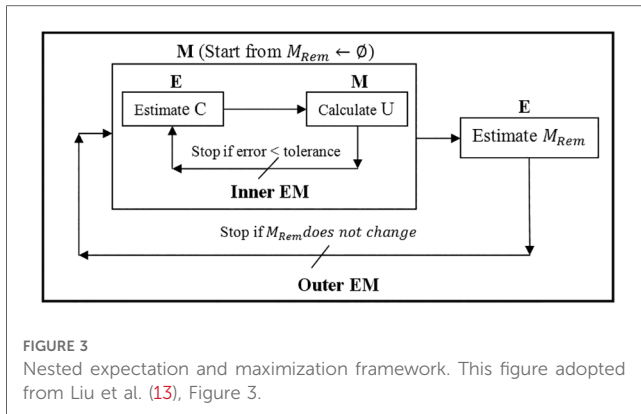 M (Start from M_Rem ← ∅)
E
M
Estimate C
Calculate U
Stop if error < tolerance
Inner EM
E
Estimate M_Rem
Stop if M_Rem does not change
Outer EM
FIGURE 3
Nested expectation and maximization framework. This figure adopted
from Liu et al. (13), Figure 3.